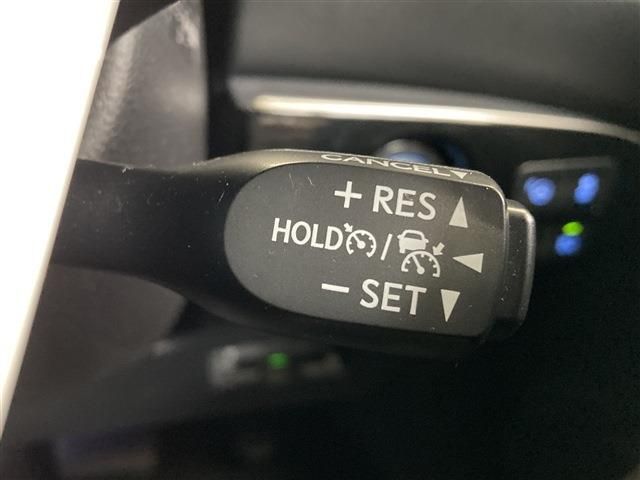 CANCEL▼
+ RES ▲
HOLD / ◀
− SET ▼